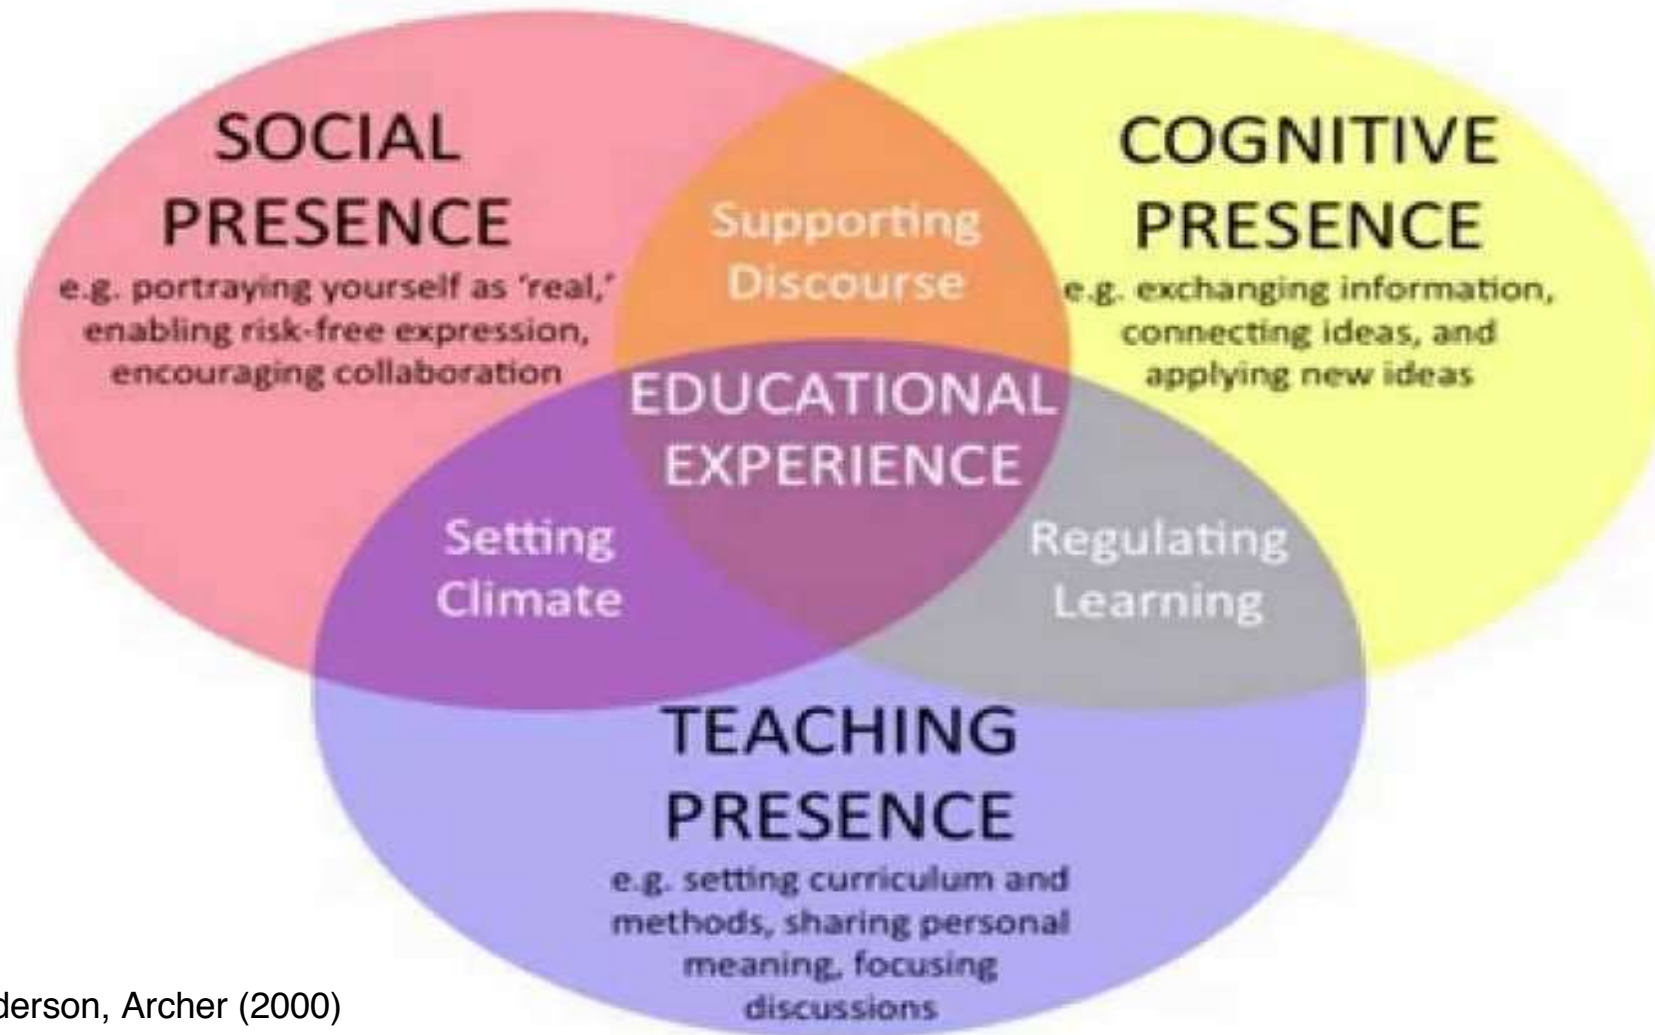 SOCIAL
PRESENCE
e.g. portraying yourself as ‘real,’
enabling risk-free expression,
encouraging collaboration
Supporting
Discourse
COGNITIVE
PRESENCE
e.g. exchanging information,
connecting ideas, and
applying new ideas
EDUCATIONAL
EXPERIENCE
Setting
Climate
Regulating
Learning
TEACHING
PRESENCE
e.g. setting curriculum and
methods, sharing personal
meaning, focusing
discussions
derson, Archer (2000)